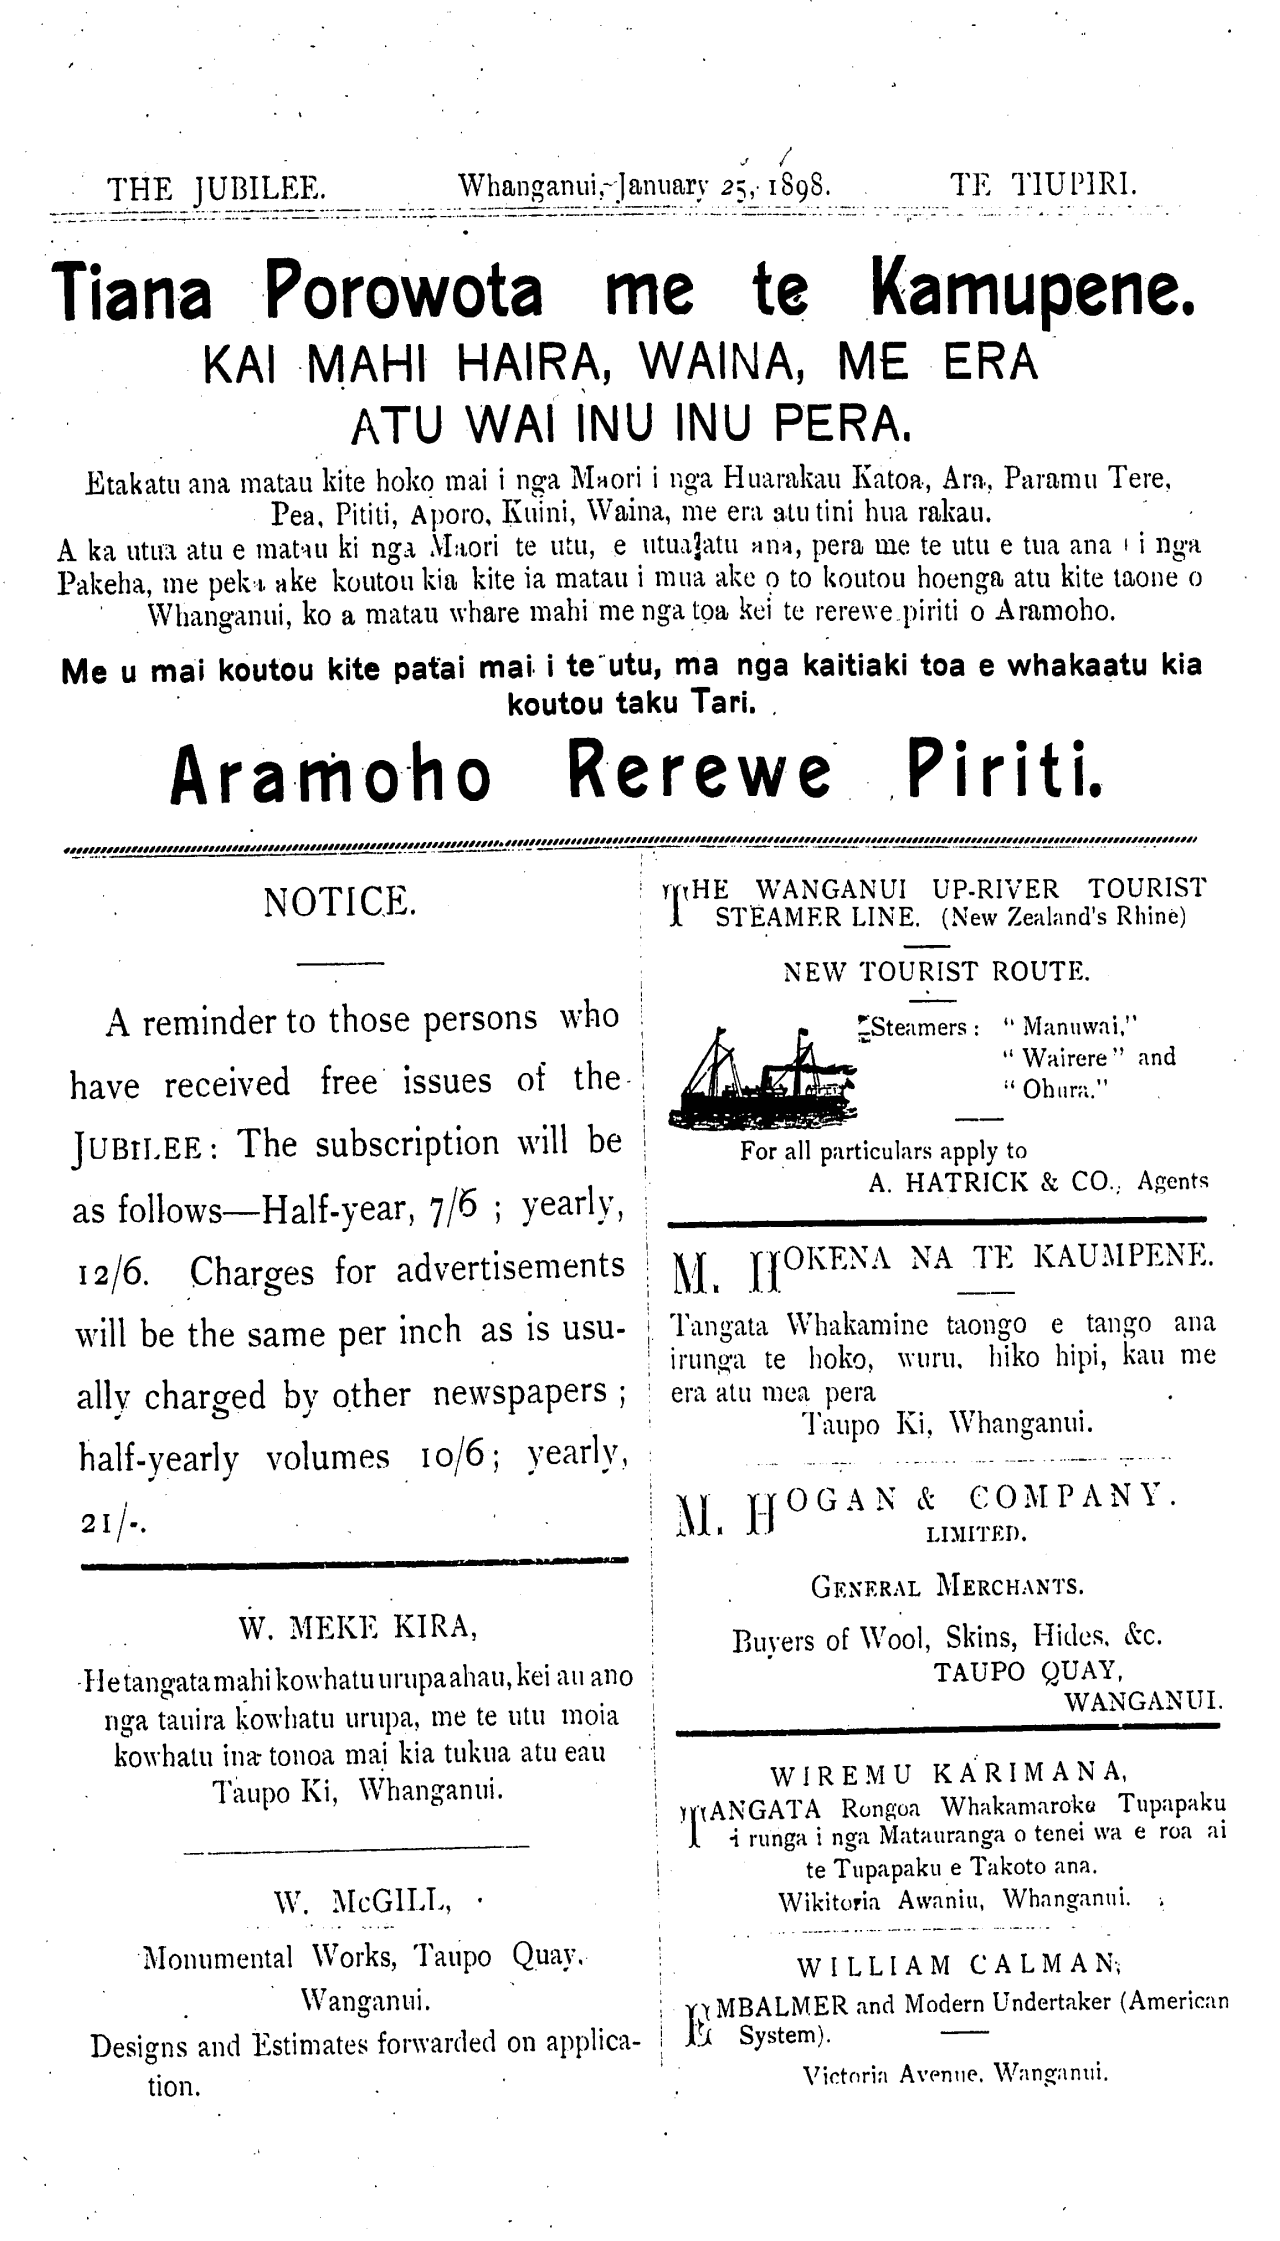 THE JUBILEE. Whanganui, January 25, 1898. TE TIUPIRI.
Tiana Porowota me te Kamupene.
KAI MAHI HAIRA, WAINA, ME ERA
ATU WAI INU INU PERA.
Etakatu ana matau kite hoko mai i nga Maori i nga Huarakau Katoa, Ara, Paramu Tere,
Pea, Pititi, Aporo, Kuini, Waina, me era atu tini hua rakau.
A ka utua atu e matau ki nga Maori te utu, e utua atu ana, pera me te utu e tua ana i i nga
Pakeha, me peka ake koutou kia kite ia matau i mua ake o to koutou hoenga atu kite taone o
Whanganui, ko a matau whare mahi me nga toa kei te rerewe piriti o Aramoho.
Me u mai koutou kite patai mai i te utu, ma nga kaitiaki toa e whakaatu kia
koutou taku Tari.
Aramoho Rerewe Piriti.
NOTICE.
A reminder to those persons who
have received free issues of the
JUBILEE: The subscription will be
as follows—Half-year, 7/6 ; yearly,
12/6. Charges for advertisements
will be the same per inch as is usu-
ally charged by other newspapers ;
half-yearly volumes 10/6; yearly,
21/-.
W. MEKE KIRA,
He tangata mahi kowhatu urupa ahau, kei au ano
nga tauira kowhatu urupa, me te utu moia
kowhatu ina tonoa mai kia tukua atu eau
Taupo Ki, Whanganui.
W. McGILL,
Monumental Works, Taupo Quay,
Wanganui.
Designs and Estimates forwarded on applica-
tion.
THE WANGANUI UP-RIVER TOURIST
STEAMER LINE. (New Zealand's Rhine)
NEW TOURIST ROUTE.
Steamers : " Manuwai,"
" Wairere " and
" Ohura."
For all particulars apply to
A. HATRICK & CO., Agents
M. HOKENA NA TE KAUMPENE.
Tangata Whakamine taongo e tango ana
irunga te hoko, wuru, hiko hipi, kau me
era atu mea pera
Taupo Ki, Whanganui.
M. HOGAN & COMPANY.
LIMITED.
GENERAL MERCHANTS.
Buyers of Wool, Skins, Hides, &c.
TAUPO QUAY,
WANGANUI.
WIREMU KARIMANA,
TANGATA Rongoa Whakamaroke Tupapaku
i runga i nga Matauranga o tenei wa e roa ai
te Tupapaku e Takoto ana.
Wikitoria Awaniu, Whanganui.
WILLIAM CALMAN,
EMBALMER and Modern Undertaker (American
System).
Victoria Avenue, Wanganui.